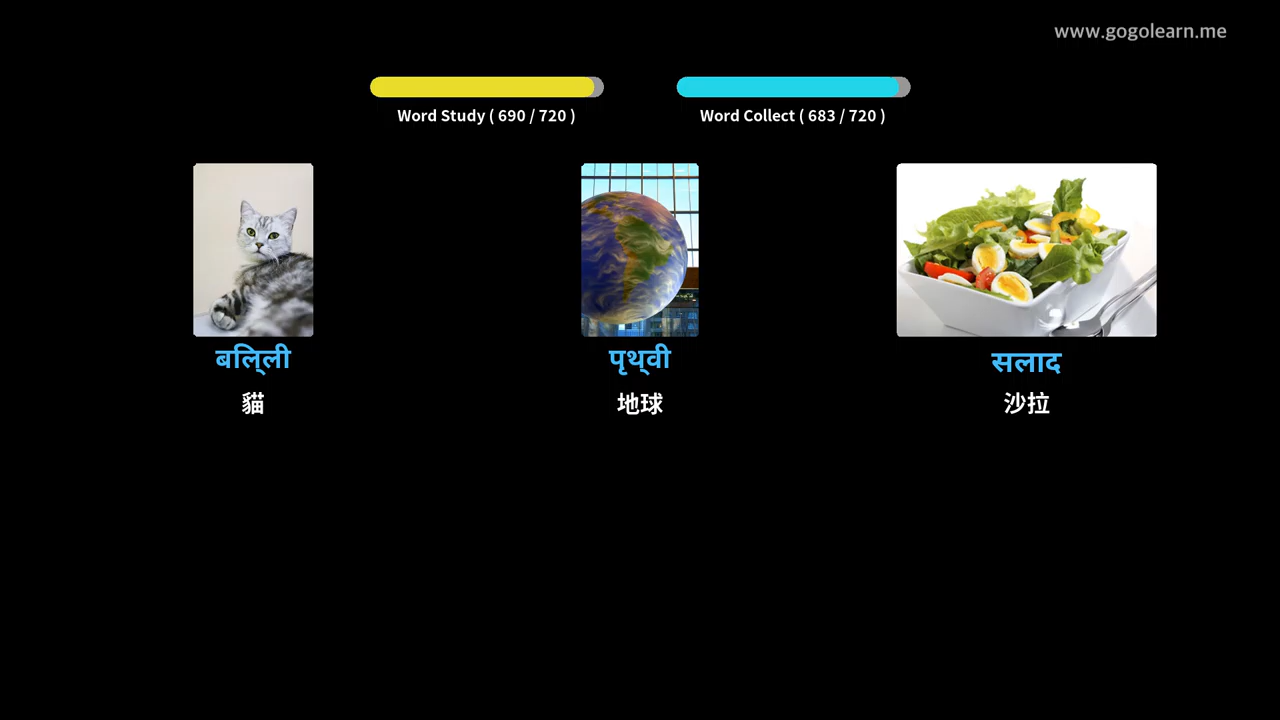 www.gogolearn.me
Word Study ( 690 / 720 )
Word Collect ( 683 / 720 )
बिल्‌ली
पृथ्‌वी
सलाद
貓
地球
沙拉